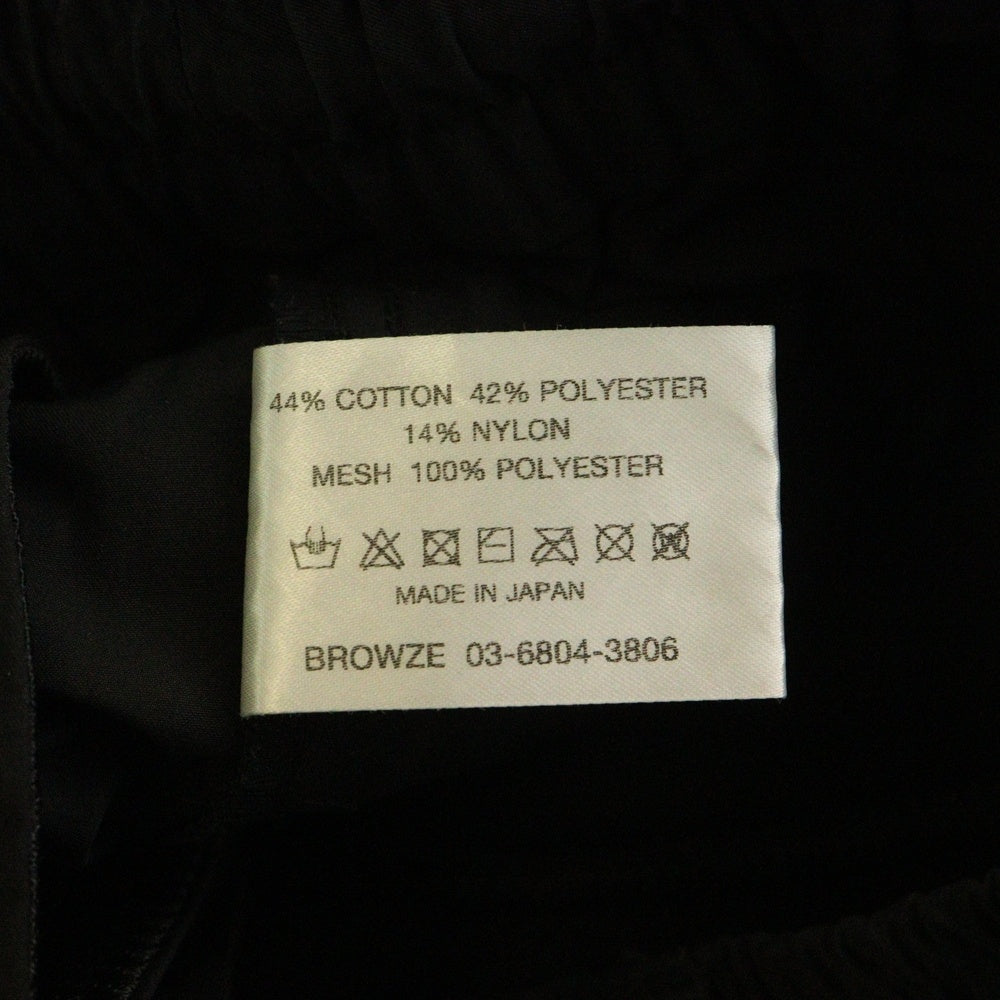 44% COTTON 42% POLYESTER
14% NYLON
MESH 100% POLYESTER
MADE IN JAPAN
BROWZE 03-6804-3806